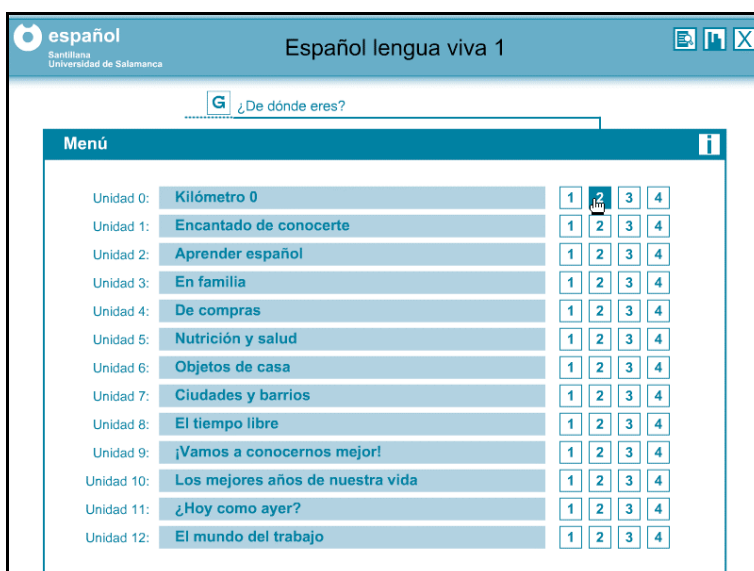 español
Santillana
Universidad de Salamanca
Español lengua viva 1
X
G ¿De dónde eres?
Menú
i
Unidad 0: Kilómetro 0 1 2 3 4
Unidad 1: Encantado de conocerte 1 2 3 4
Unidad 2: Aprender español 1 2 3 4
Unidad 3: En familia 1 2 3 4
Unidad 4: De compras 1 2 3 4
Unidad 5: Nutrición y salud 1 2 3 4
Unidad 6: Objetos de casa 1 2 3 4
Unidad 7: Ciudades y barrios 1 2 3 4
Unidad 8: El tiempo libre 1 2 3 4
Unidad 9: ¡Vamos a conocernos mejor! 1 2 3 4
Unidad 10: Los mejores años de nuestra vida 1 2 3 4
Unidad 11: ¿Hoy como ayer? 1 2 3 4
Unidad 12: El mundo del trabajo 1 2 3 4